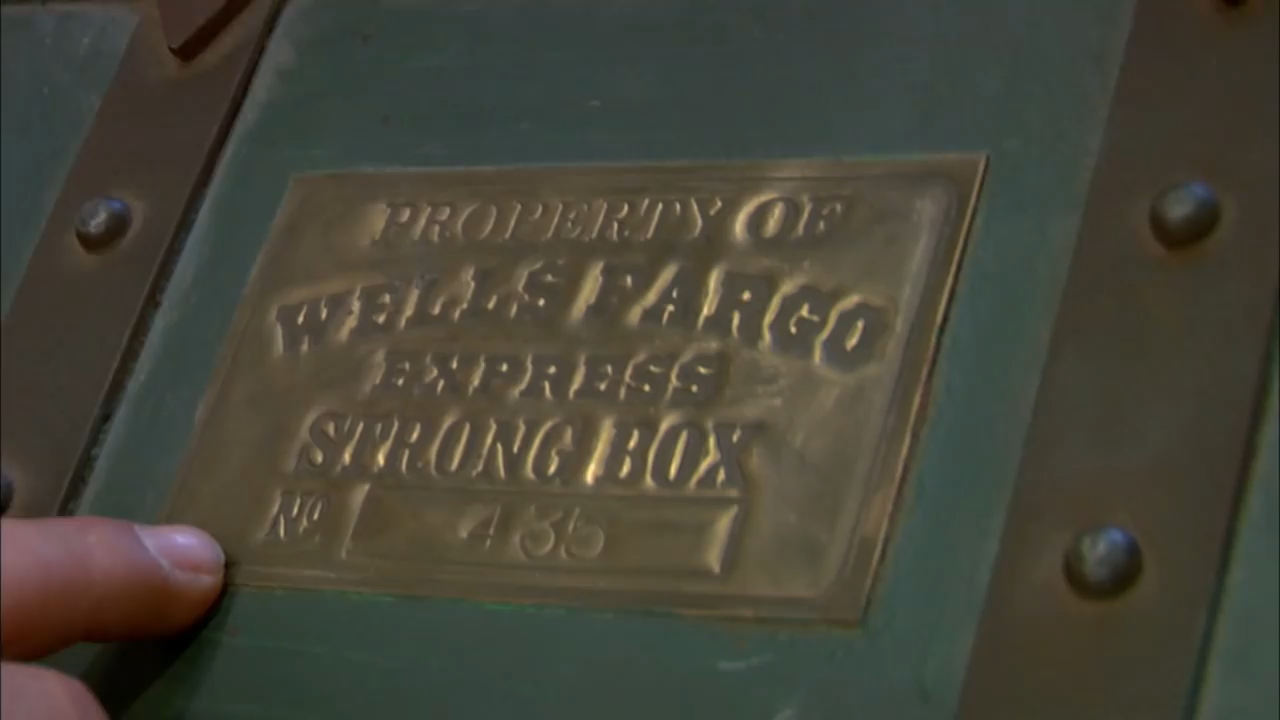 PROPERTY OF
WELLS FARGO
EXPRESS
STRONG BOX
No 435